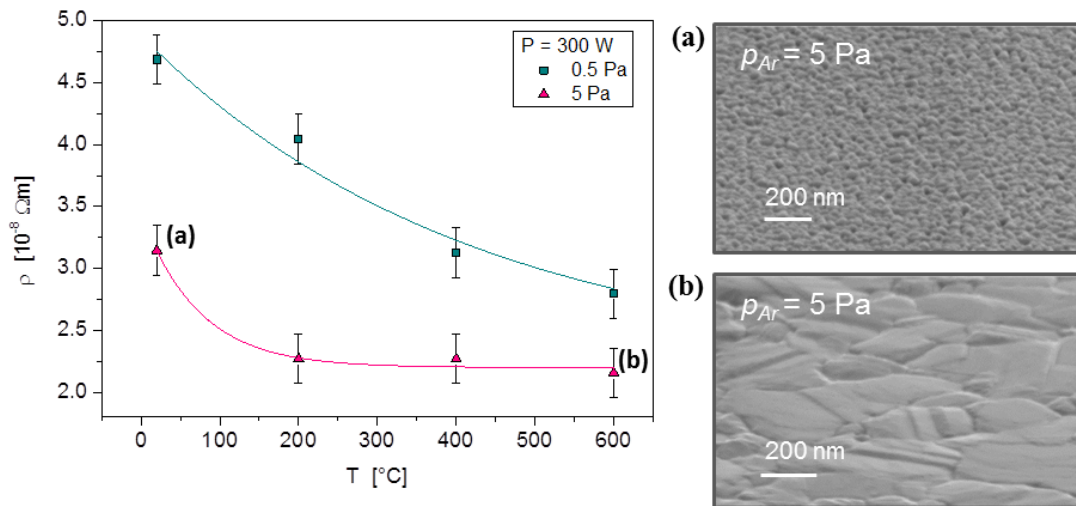 5.0
4.5
4.0
3.5
3.0
2.5
2.0
ρ [10⁻⁸ Ωm]
P = 300 W
0.5 Pa
5 Pa
(a)
(b)
0 100 200 300 400 500 600
T [°C]
(a)
p_Ar = 5 Pa
200 nm
(b)
p_Ar = 5 Pa
200 nm